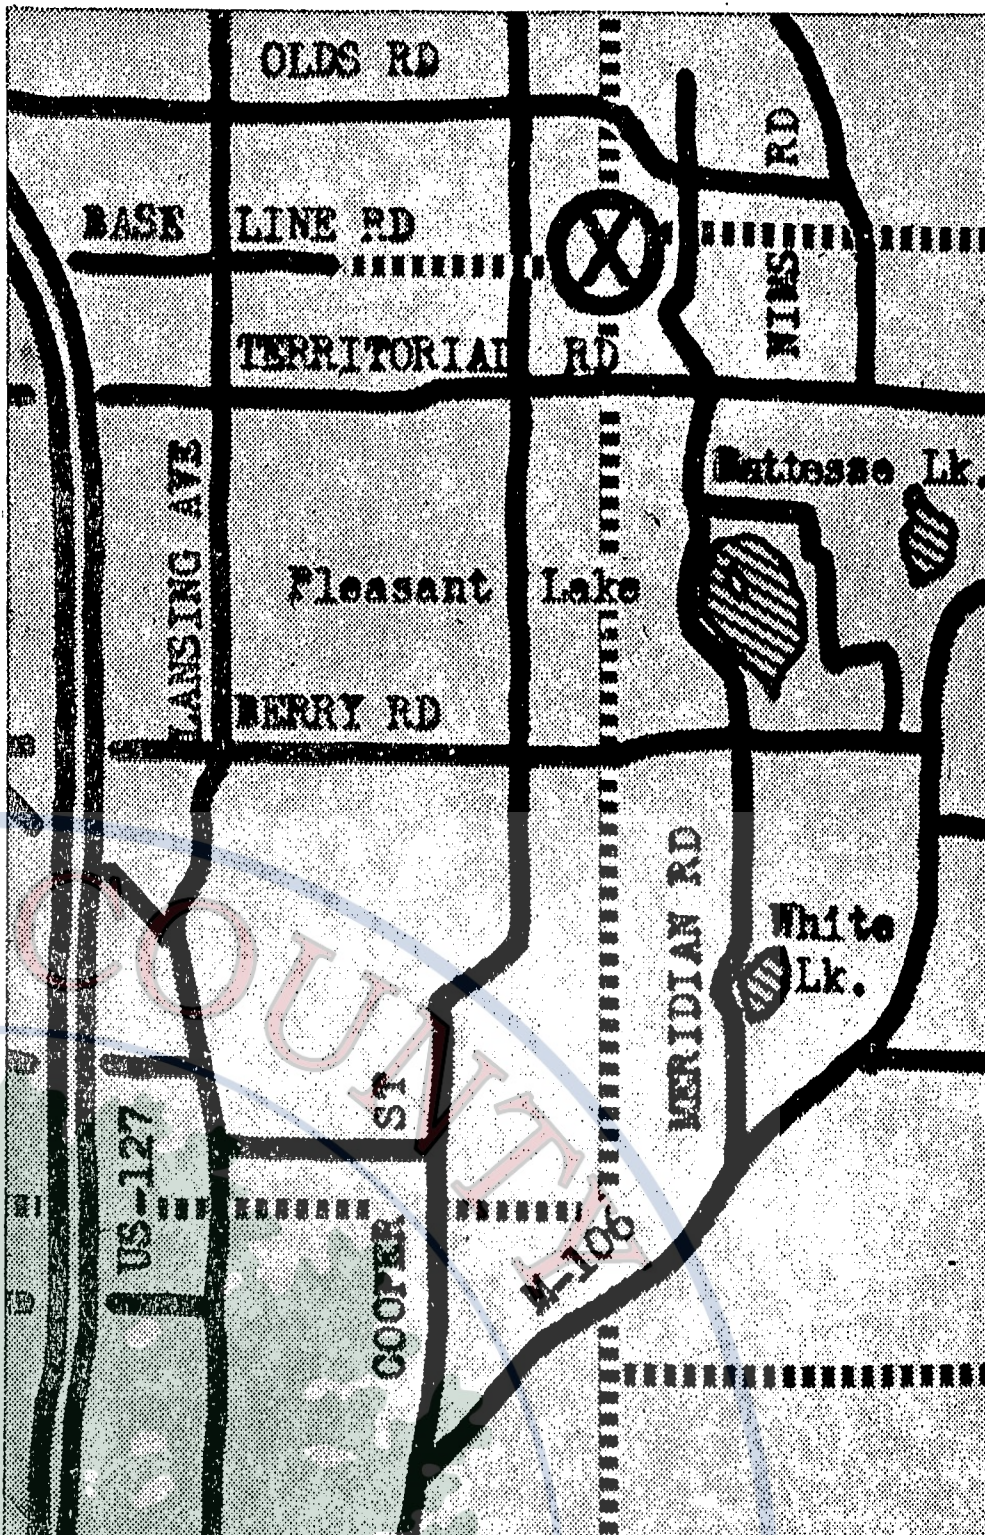 OLDS RD
NIMS RD
BASE LINE RD
X
TERRITORIAL RD
Lk.
LANSING AVE
Pleasant Lake
BERRY RD
MERIDIAN RD
White
Lk.
COUNTY
US-127
COOPER ST
M-106